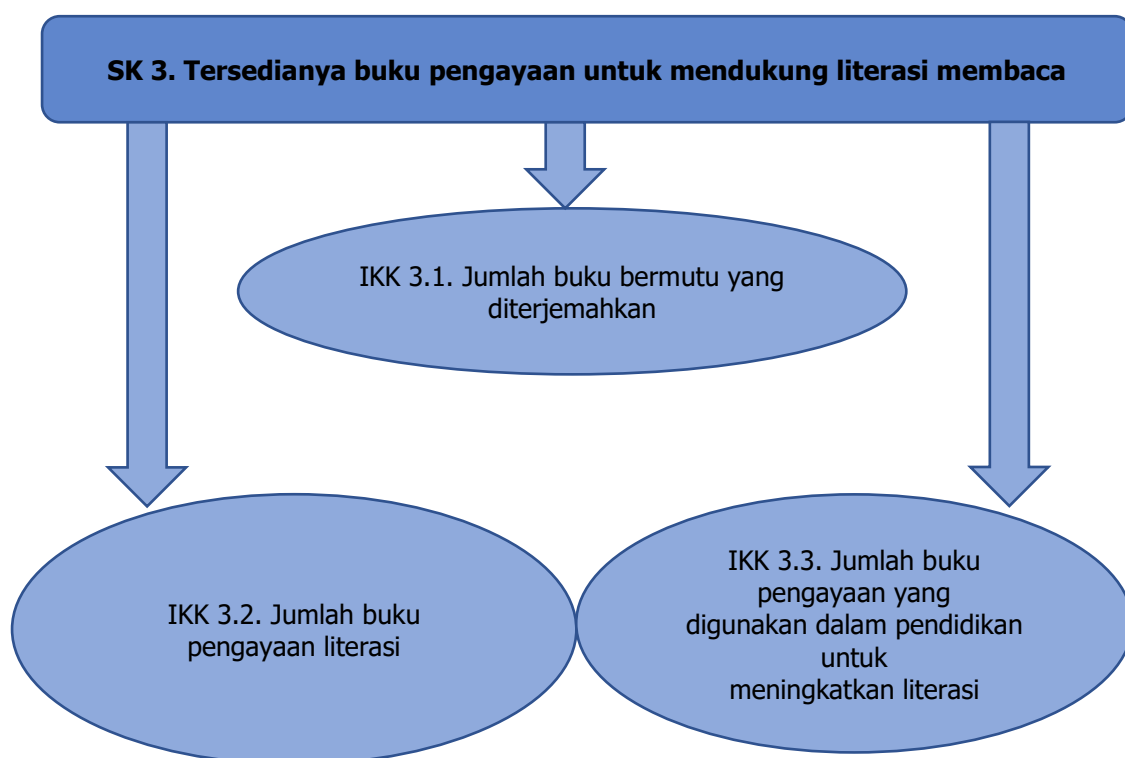 SK 3. Tersedianya buku pengayaan untuk mendukung literasi membaca
IKK 3.1. Jumlah buku bermutu yang
diterjemahkan
IKK 3.2. Jumlah buku
pengayaan literasi
IKK 3.3. Jumlah buku
pengayaan yang
digunakan dalam pendidikan
untuk
meningkatkan literasi